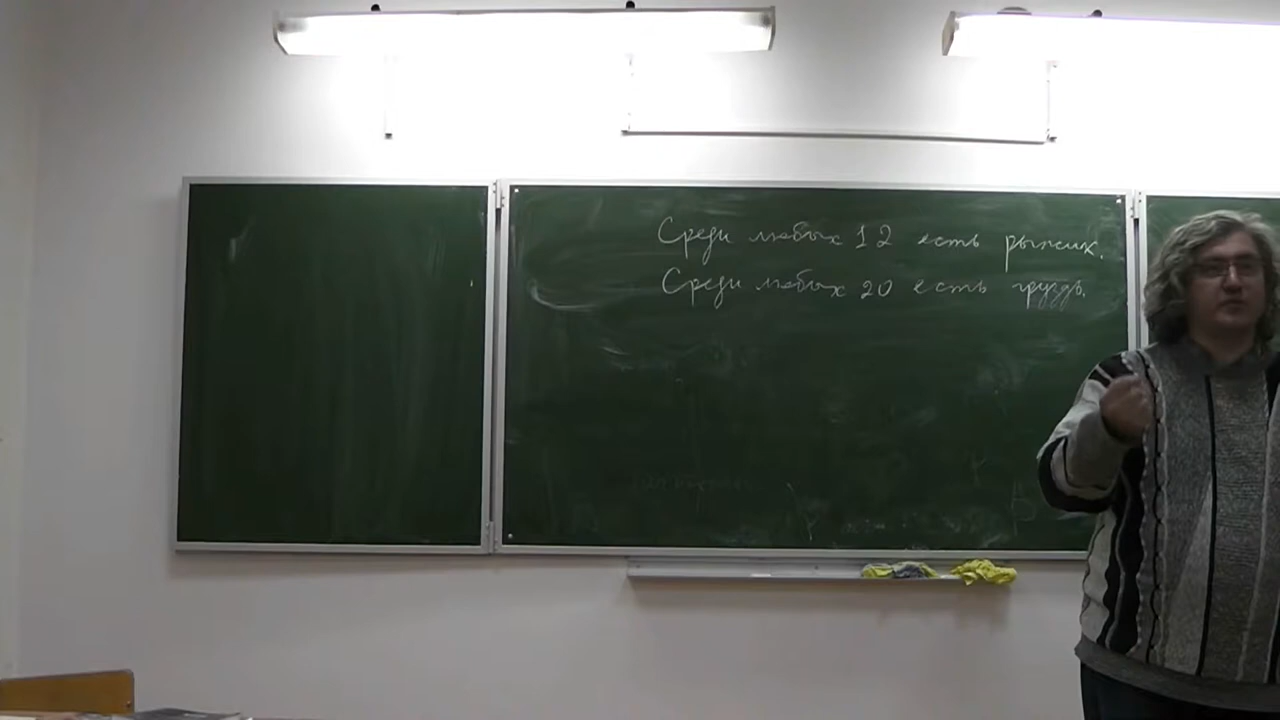 Среди любых 12 есть рыжик.
Среди любых 20 есть груздь.